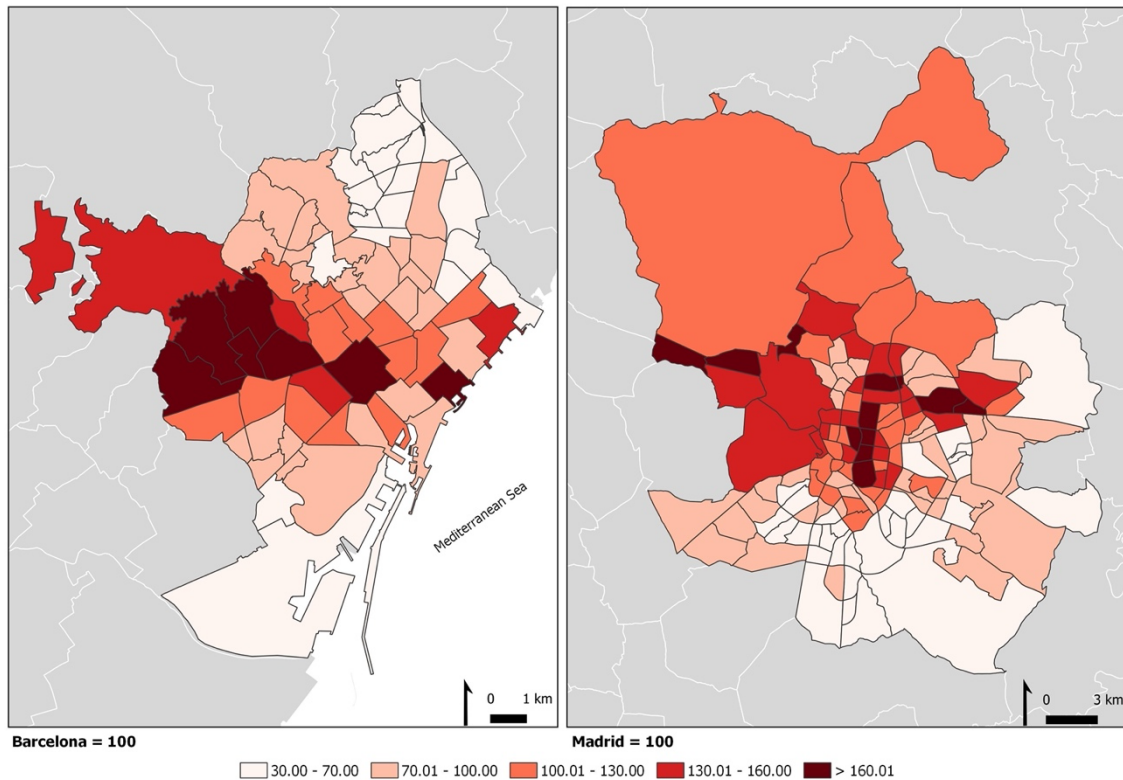 Mediterranean Sea
0 1 km
0 3 km
Barcelona = 100
Madrid = 100
30.00 - 70.00 70.01 - 100.00 100.01 - 130.00 130.01 - 160.00 > 160.01